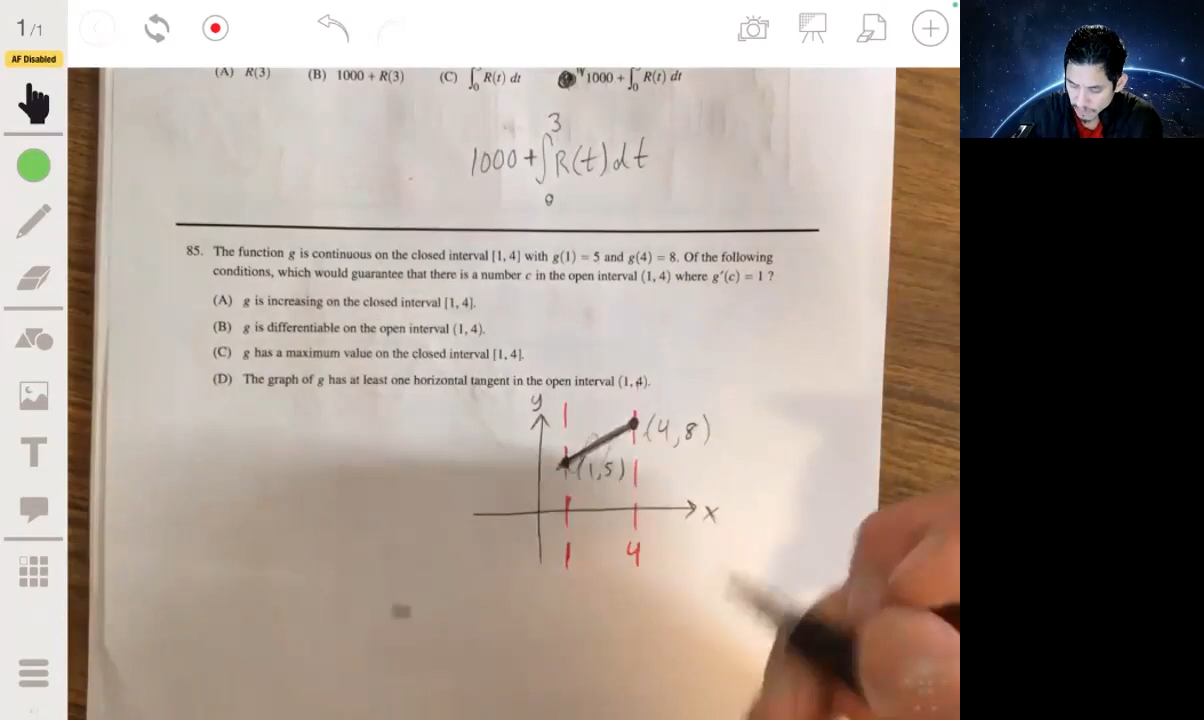 1/1
AF Disabled
(A) R(3) (B) 1000 + R(3) (C) ∫₀ R(t) dt 1000 + ∫₀ R(t) dt
3
1000 + ∫ R(t) dt
0
85. The function g is continuous on the closed interval [1, 4] with g(1) = 5 and g(4) = 8. Of the following
conditions, which would guarantee that there is a number c in the open interval (1, 4) where g′(c) = 1 ?
(A) g is increasing on the closed interval [1, 4].
(B) g is differentiable on the open interval (1, 4).
(C) g has a maximum value on the closed interval [1, 4].
(D) The graph of g has at least one horizontal tangent in the open interval (1, 4).
y
(4, 8)
(1, 5)
x
1 4
T